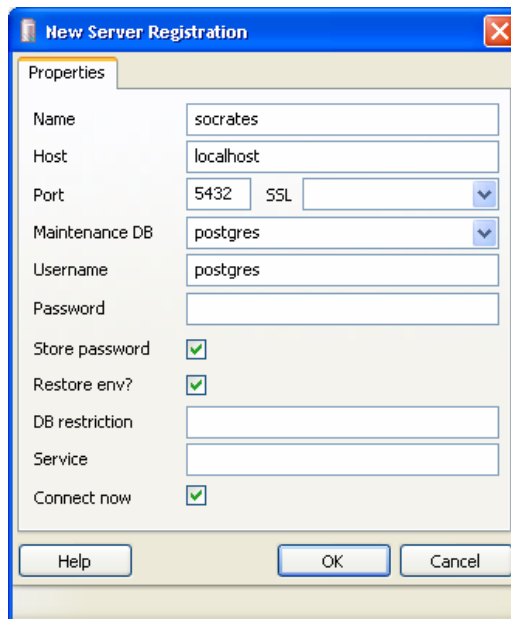 New Server Registration
Properties
Name socrates
Host localhost
Port 5432 SSL
Maintenance DB postgres
Username postgres
Password
Store password
Restore env?
DB restriction
Service
Connect now
Help OK Cancel